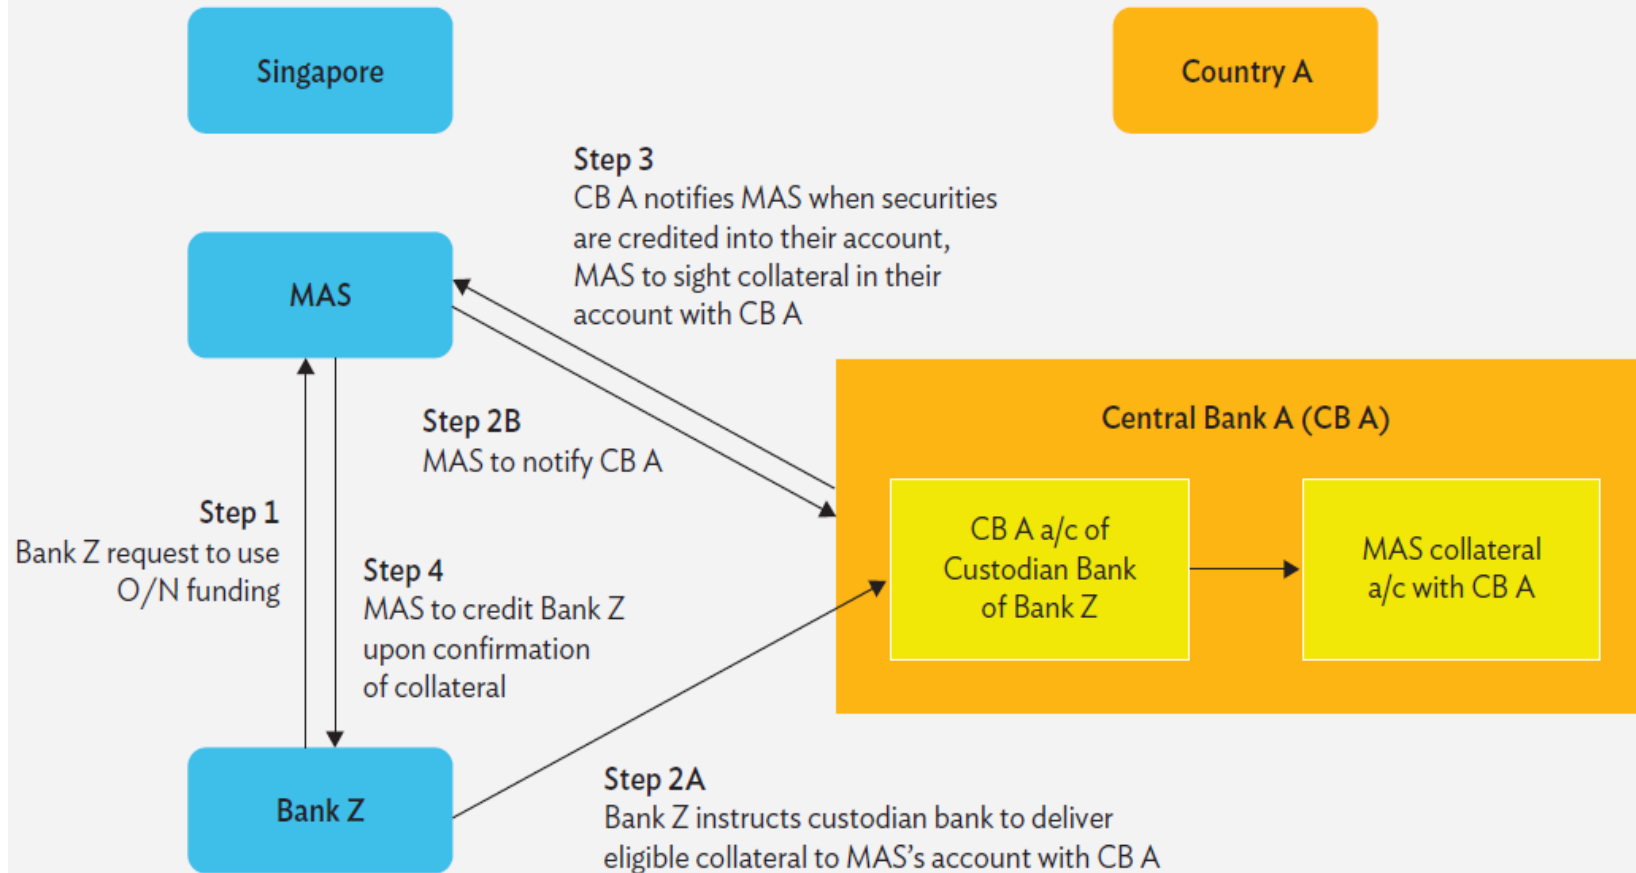 Singapore
Country A
Step 3
CB A notifies MAS when securities
are credited into their account,
MAS to sight collateral in their
account with CB A
MAS
Step 2B
MAS to notify CB A
Central Bank A (CB A)
Step 1
Bank Z request to use
O/N funding
CB A a/c of
Custodian Bank
of Bank Z
MAS collateral
a/c with CB A
Step 4
MAS to credit Bank Z
upon confirmation
of collateral
Bank Z
Step 2A
Bank Z instructs custodian bank to deliver
eligible collateral to MAS’s account with CB A